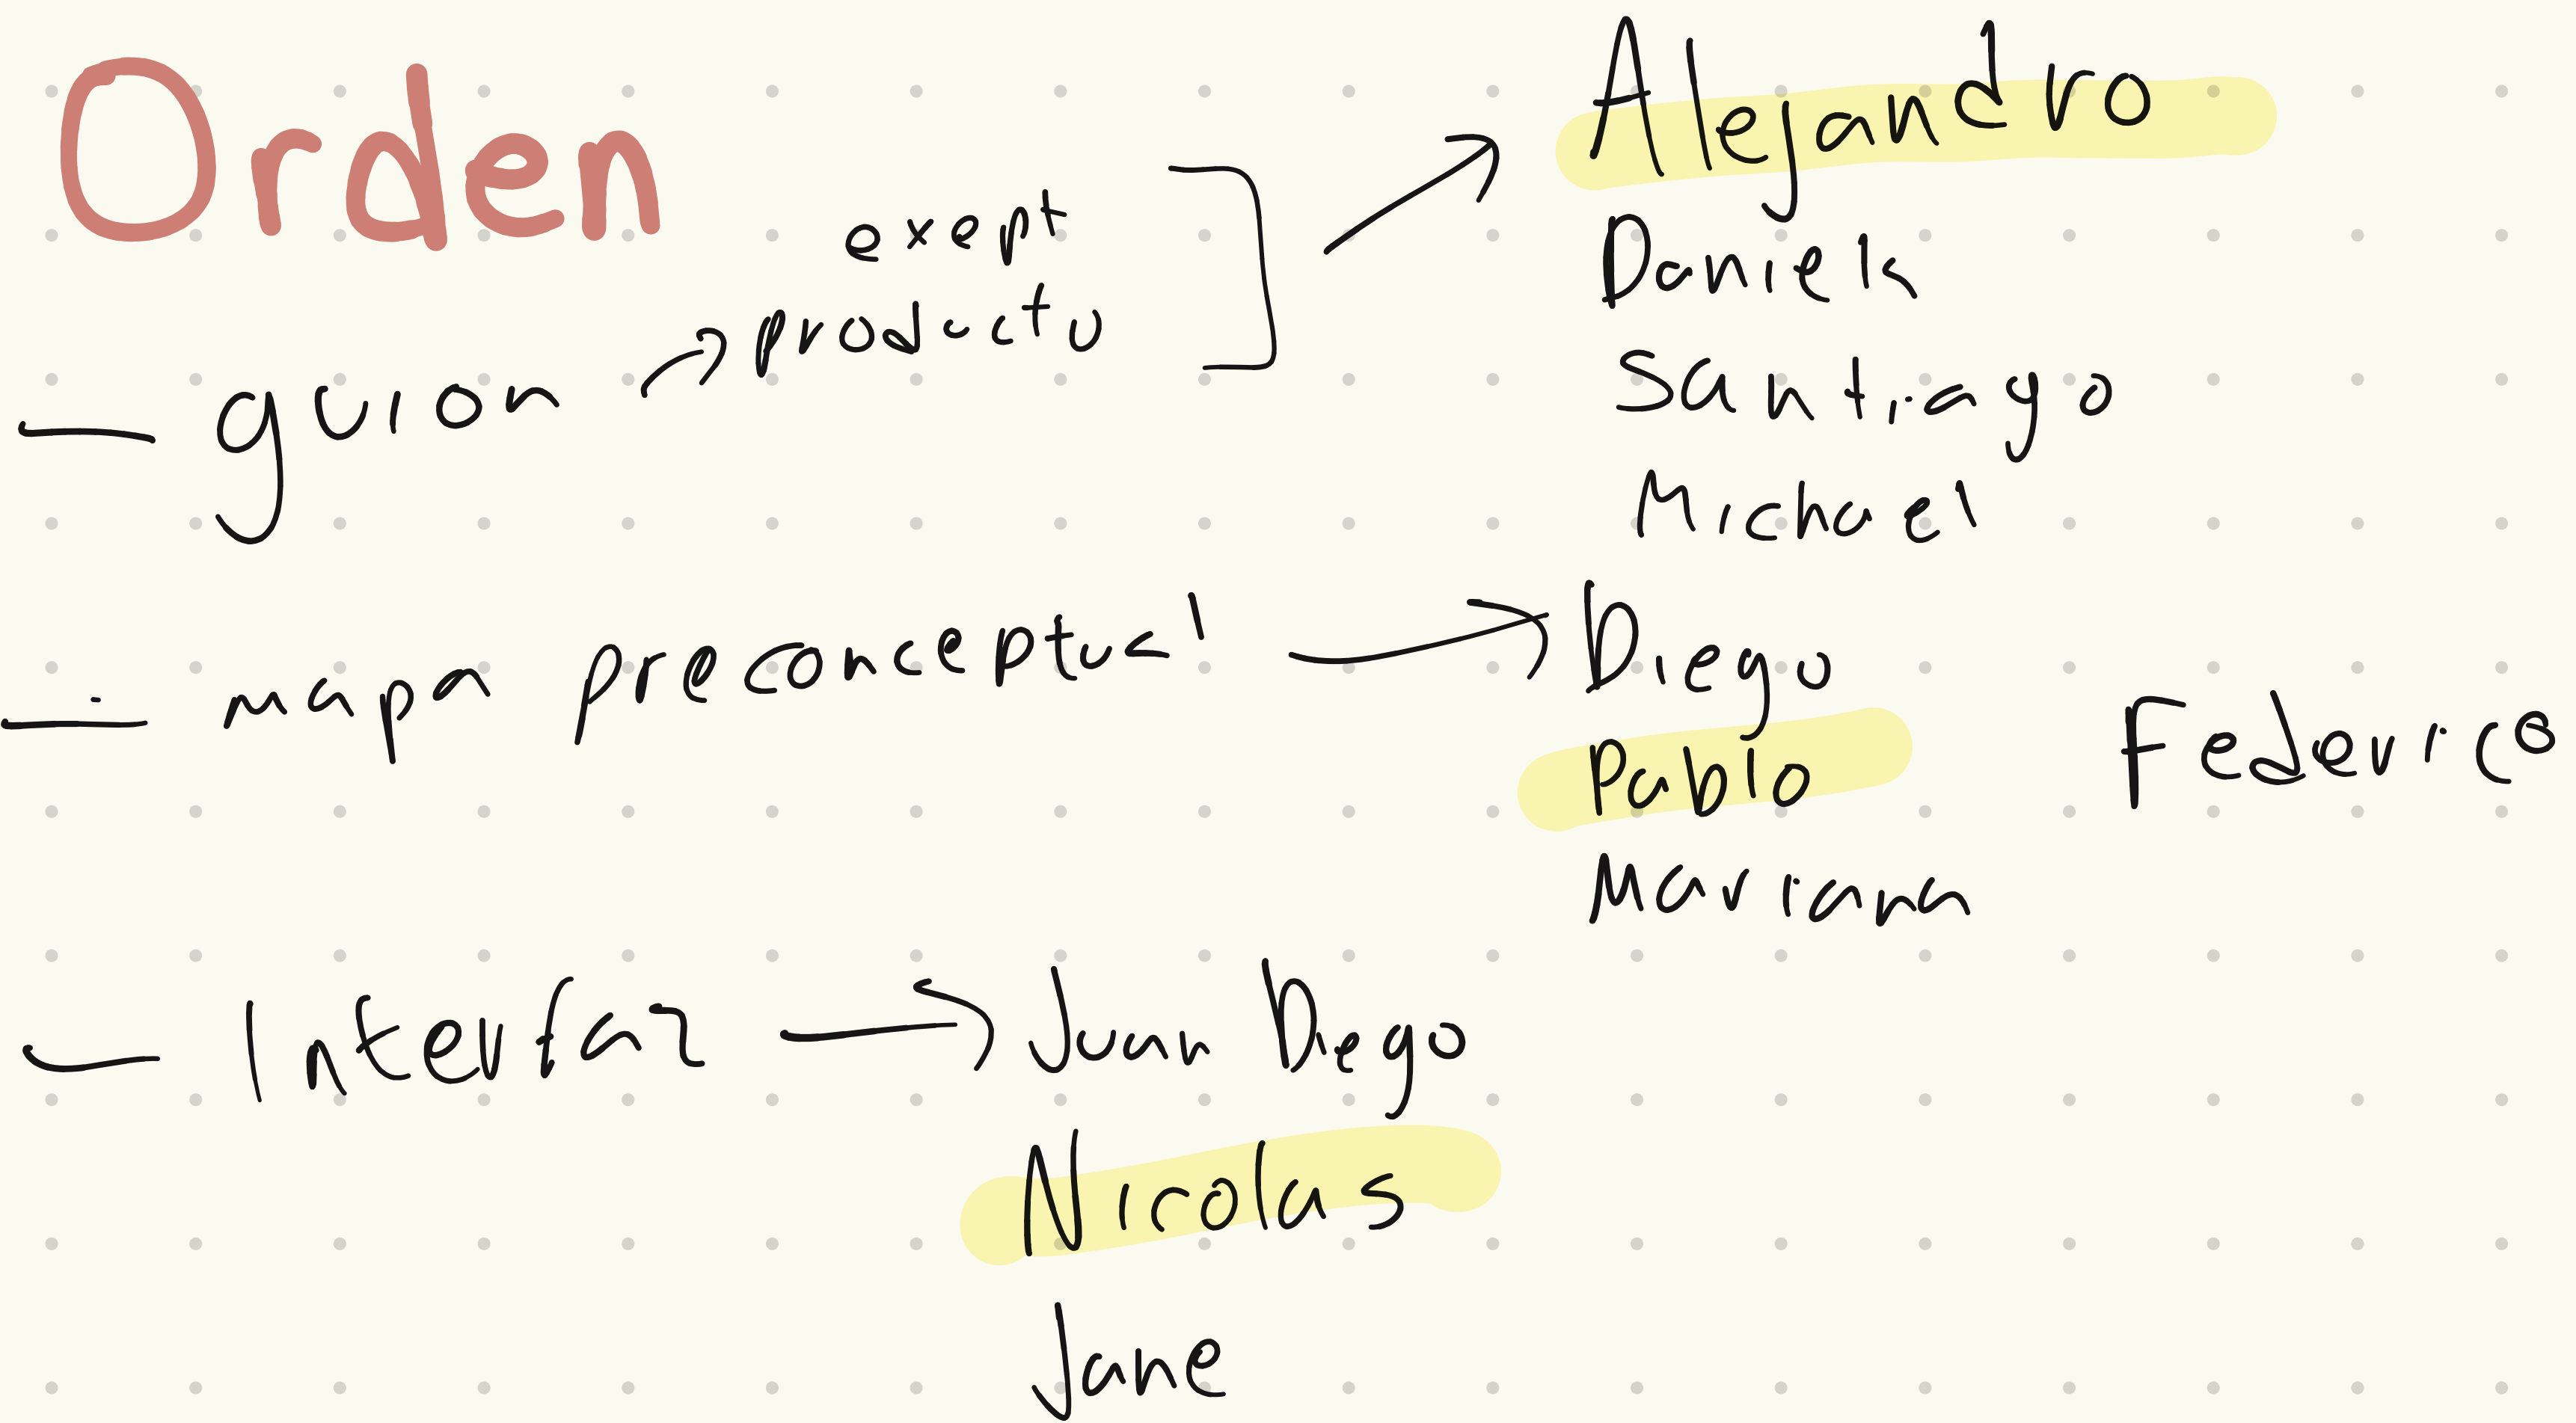 Orden
exept
— guion → producto → Alejandro
Daniela
Santiago
Michael
— mapa preconceptual → Diego
Pablo Federico
Mariana
— Interfaz → Juan Diego
Nicolas
Jane